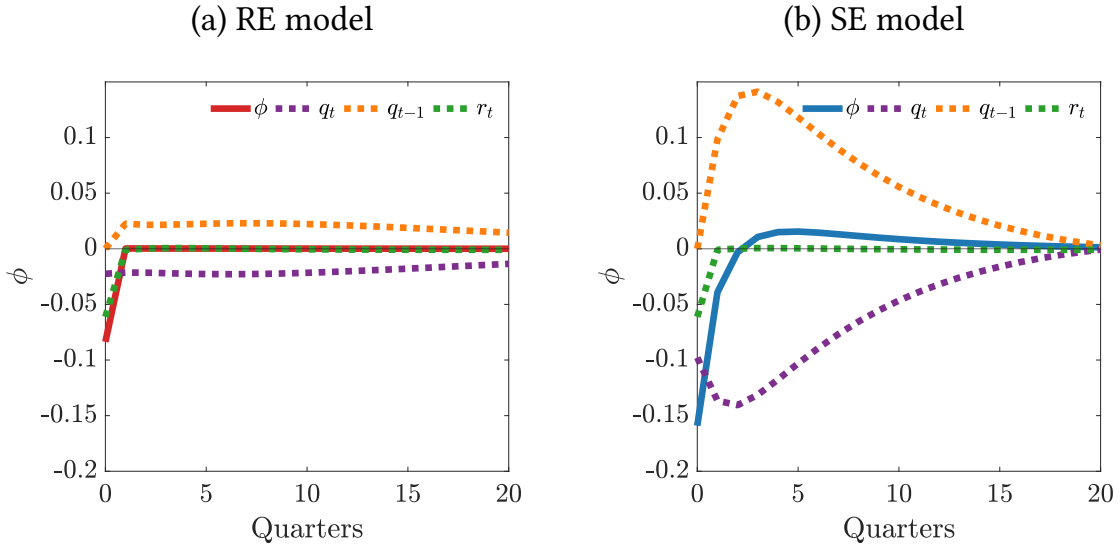 (a) RE model
(b) SE model
ϕ q_t q_{t−1} r_t
0.1
0.05
0
-0.05
-0.1
-0.15
-0.2
ϕ
0 5 10 15 20
Quarters
ϕ q_t q_{t−1} r_t
0.1
0.05
0
-0.05
-0.1
-0.15
-0.2
ϕ
0 5 10 15 20
Quarters